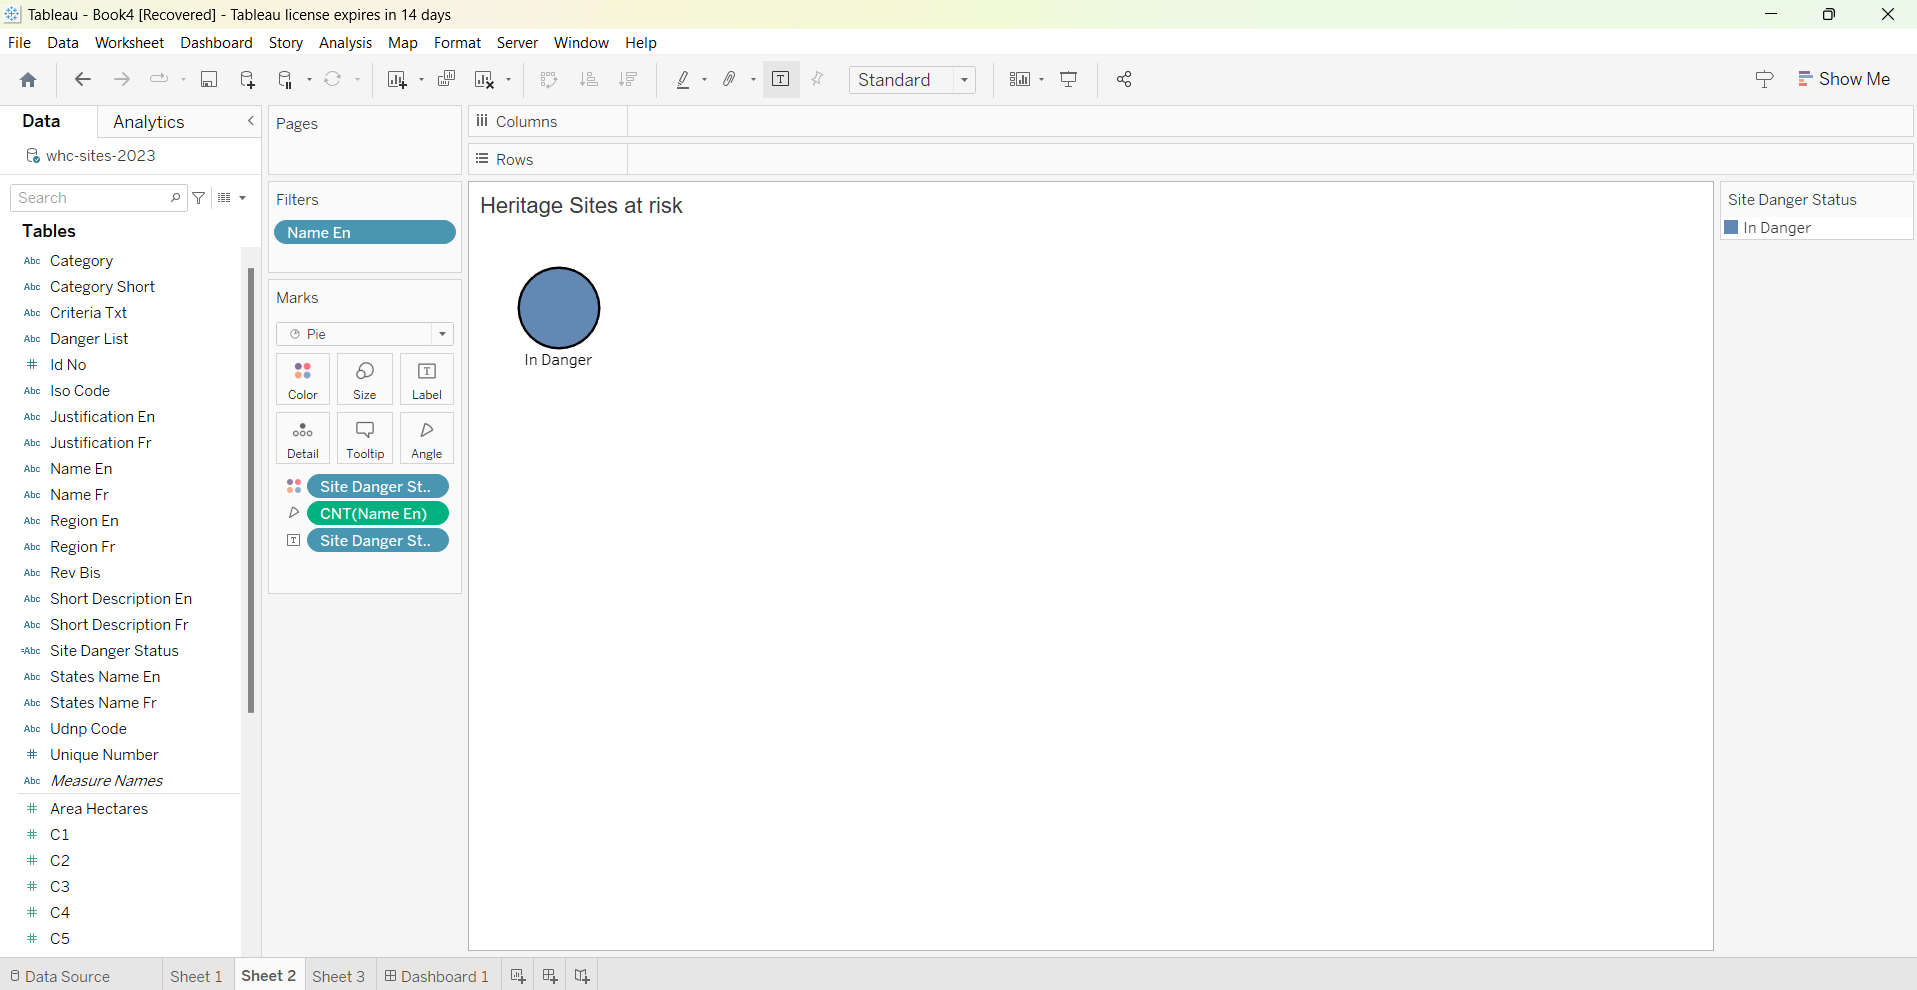 Tableau - Book4 [Recovered] - Tableau license expires in 14 days
File Data Worksheet Dashboard Story Analysis Map Format Server Window Help
Standard
Show Me
Data
Analytics
whc-sites-2023
Search
Tables
Abc Category
Abc Category Short
Abc Criteria Txt
Abc Danger List
# Id No
Abc Iso Code
Abc Justification En
Abc Justification Fr
Abc Name En
Abc Name Fr
Abc Region En
Abc Region Fr
Abc Rev Bis
Abc Short Description En
Abc Short Description Fr
=Abc Site Danger Status
Abc States Name En
Abc States Name Fr
Abc Udnp Code
# Unique Number
Abc Measure Names
# Area Hectares
# C1
# C2
# C3
# C4
# C5
Pages
Filters
Name En
Marks
Pie
Color Size Label
Detail Tooltip Angle
Site Danger St..
CNT(Name En)
Site Danger St..
Columns
Rows
Heritage Sites at risk
In Danger
Site Danger Status
In Danger
Data Source Sheet 1 Sheet 2 Sheet 3 Dashboard 1